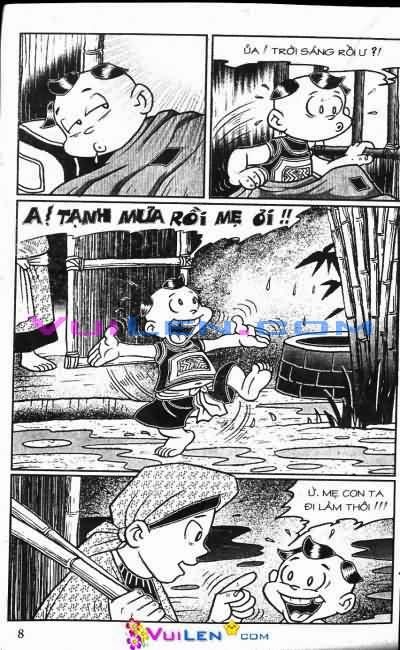 ỦA! TRỜI SÁNG RỒI Ư ?!
A! TẠNH MƯA RỒI MẸ ƠI !!
VUILEN.COM
Ừ. MẸ CON TA
ĐI LÀM THÔI!!!
8
VUILEN.COM